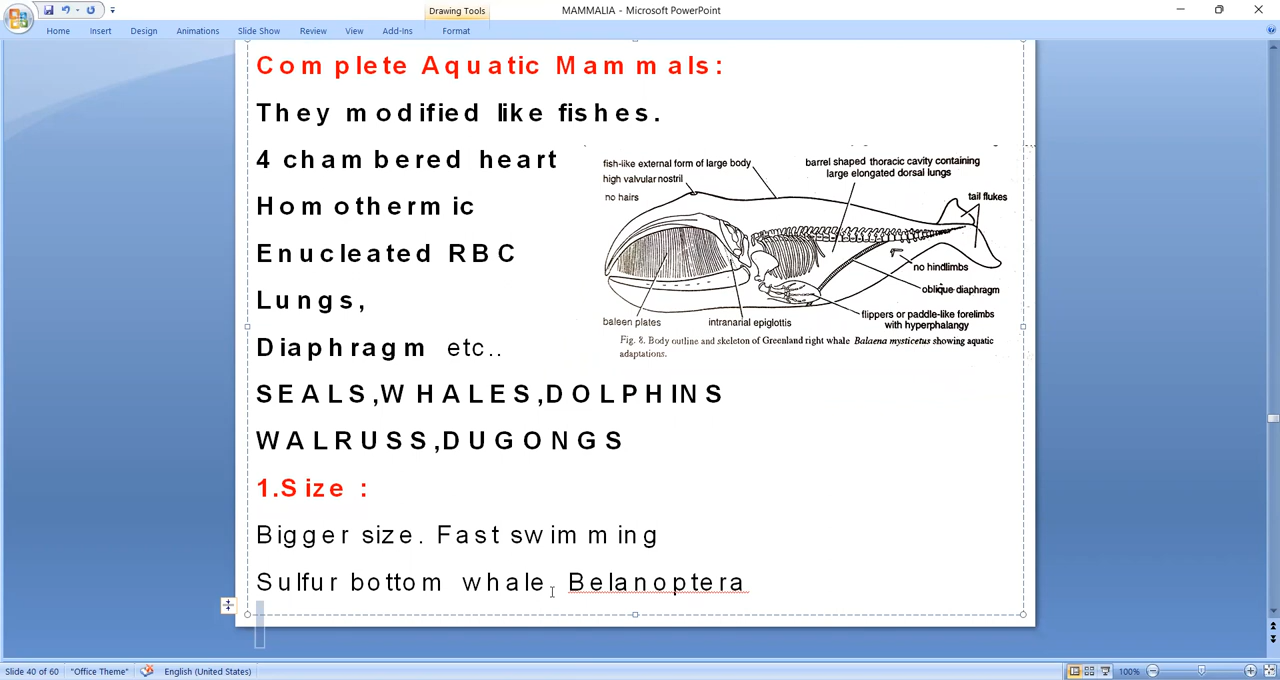 Drawing Tools
MAMMALIA - Microsoft PowerPoint
Home Insert Design Animations Slide Show Review View Add-Ins Format
Complete Aquatic Mammals:
They modified like fishes.
4 chambered heart
Homothermic
Enucleated RBC
Lungs,
Diaphragm etc..
SEALS,WHALES,DOLPHINS
WALRUSS,DUGONGS
1.Size :
Bigger size. Fast swimming
Sulfur bottom whale Belanoptera
fish-like external form of large body
high valvular nostril
no hairs
barrel shaped thoracic cavity containing
large elongated dorsal lungs
tail flukes
no hindlimbs
oblique diaphragm
flippers or paddle-like forelimbs
with hyperphalangy
baleen plates
intranarial epiglottis
Fig. 8. Body outline and skeleton of Greenland right whale Balaena mysticetus showing aquatic
adaptations.
Slide 40 of 60 "Office Theme" English (United States) 100%